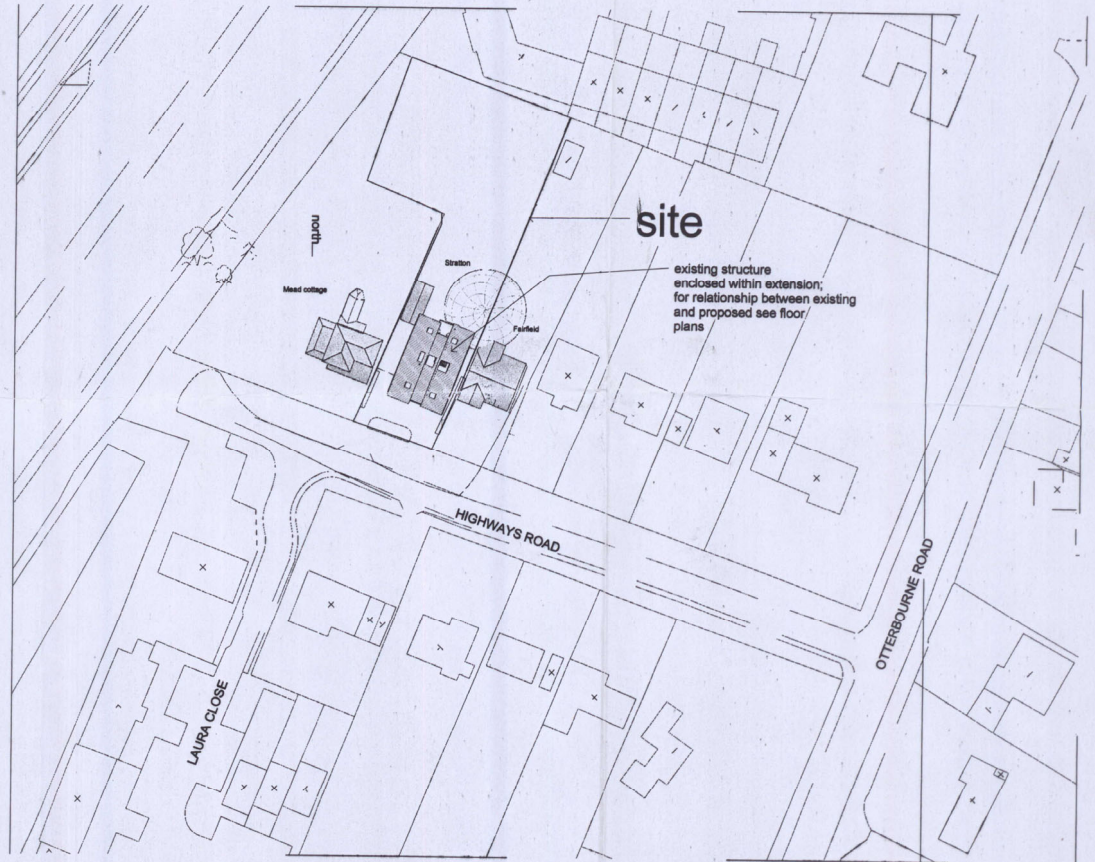 site
north
Stratton
existing structure
enclosed within extension;
for relationship between existing
and proposed see floor
plans
Mead cottage
Fairfield
HIGHWAYS ROAD
OTTERBOURNE ROAD
LAURA CLOSE